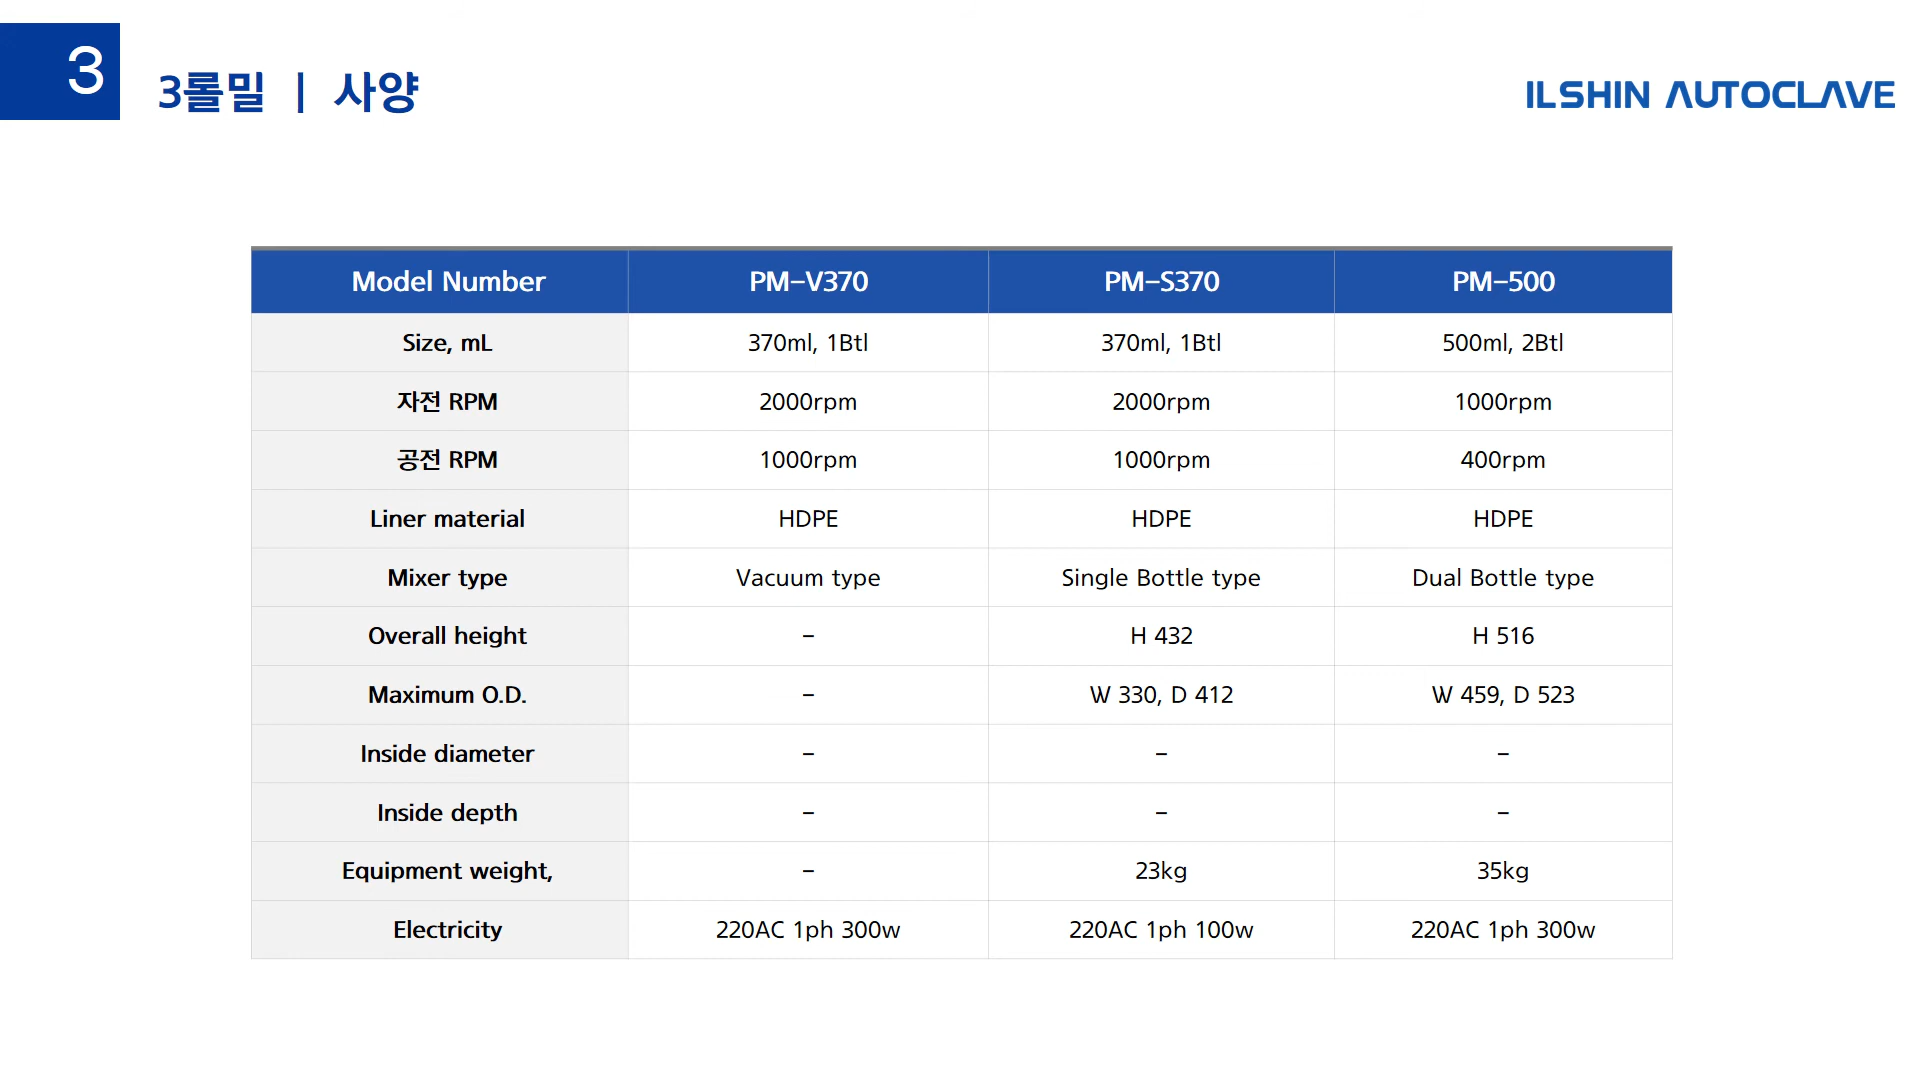 3
3롤밀 | 사양
ILSHIN AUTOCLAVE
Model Number PM-V370 PM-S370 PM-500
Size, mL 370ml, 1Btl 370ml, 1Btl 500ml, 2Btl
자전 RPM 2000rpm 2000rpm 1000rpm
공전 RPM 1000rpm 1000rpm 400rpm
Liner material HDPE HDPE HDPE
Mixer type Vacuum type Single Bottle type Dual Bottle type
Overall height - H 432 H 516
Maximum O.D. - W 330, D 412 W 459, D 523
Inside diameter - - -
Inside depth - - -
Equipment weight, - 23kg 35kg
Electricity 220AC 1ph 300w 220AC 1ph 100w 220AC 1ph 300w